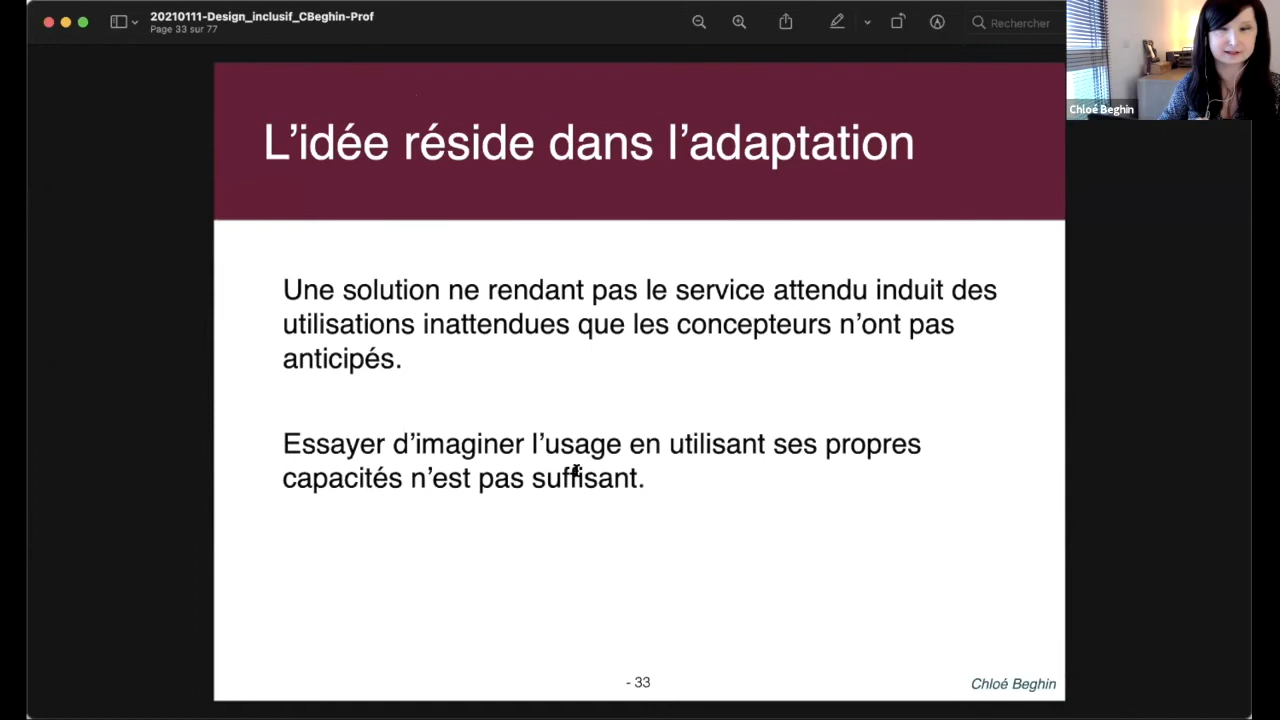 20210111-Design_inclusif_CBeghin-Prof
Page 33 sur 77
Rechercher
Chloé Beghin
L’idée réside dans l’adaptation
Une solution ne rendant pas le service attendu induit des
utilisations inattendues que les concepteurs n’ont pas
anticipés.
Essayer d’imaginer l’usage en utilisant ses propres
capacités n’est pas suffisant.
- 33
Chloé Beghin